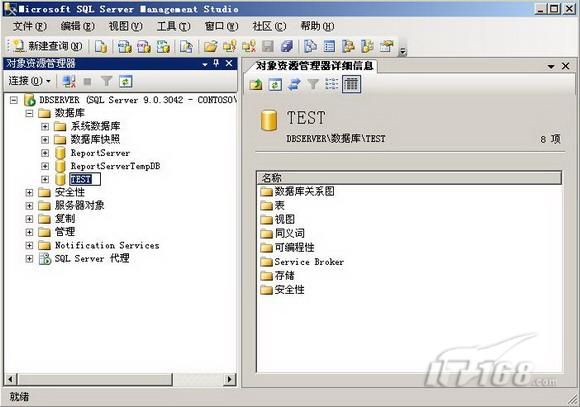 Microsoft SQL Server Management Studio
文件(F) 编辑(E) 视图(V) 工具(T) 窗口(W) 社区(C) 帮助(H)
新建查询(N)
对象资源管理器
连接(O)
DBSERVER (SQL Server 9.0.3042 - CONTOSO\
数据库
系统数据库
数据库快照
ReportServer
ReportServerTempDB
TEST
安全性
服务器对象
复制
管理
Notification Services
SQL Server 代理
对象资源管理器详细信息
TEST
DBSERVER\数据库\TEST
8 项
名称
数据库关系图
表
视图
同义词
可编程性
Service Broker
存储
安全性
IT168.com
就绪